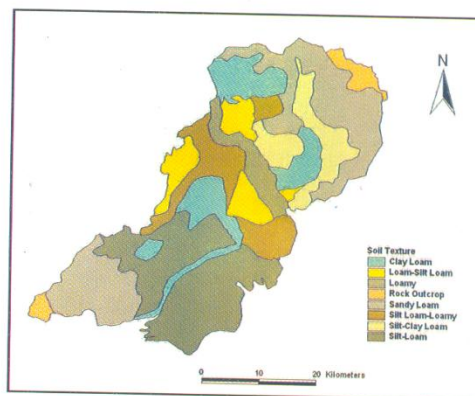 N
Soil Texture
Clay Loam
Loam-Silt Loam
Loamy
Rock Outcrop
Sandy Loam
Silt Loam-Loamy
Silt-Clay Loam
Silt-Loam
0 10 20 Kilometers